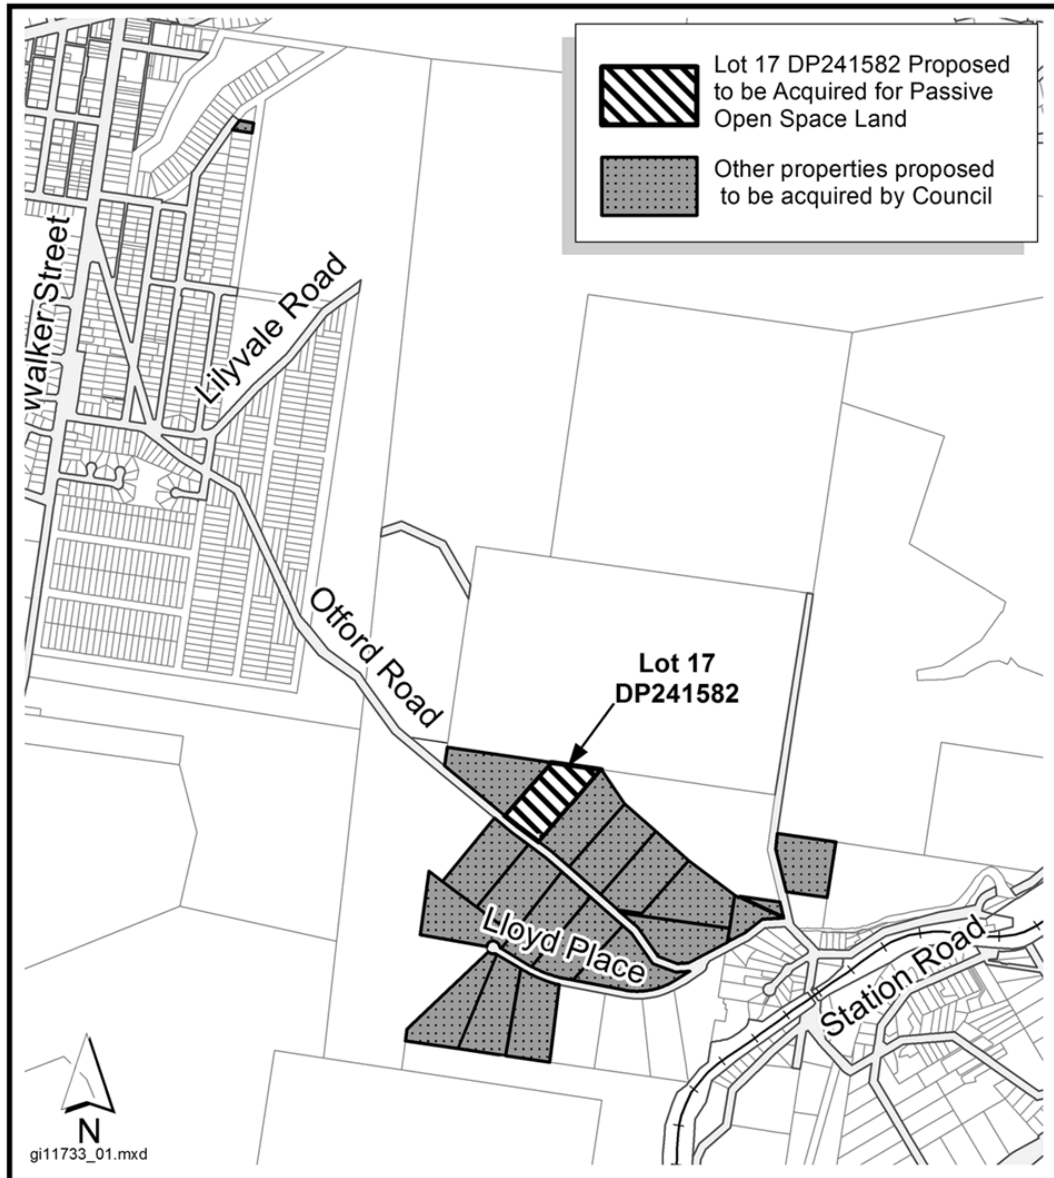 Lot 17 DP241582 Proposed
to be Acquired for Passive
Open Space Land
Other properties proposed
to be acquired by Council
Walker Street
Lilyvale Road
Otford Road
Lot 17
DP241582
Lloyd Place
Station Road
N
gi11733_01.mxd